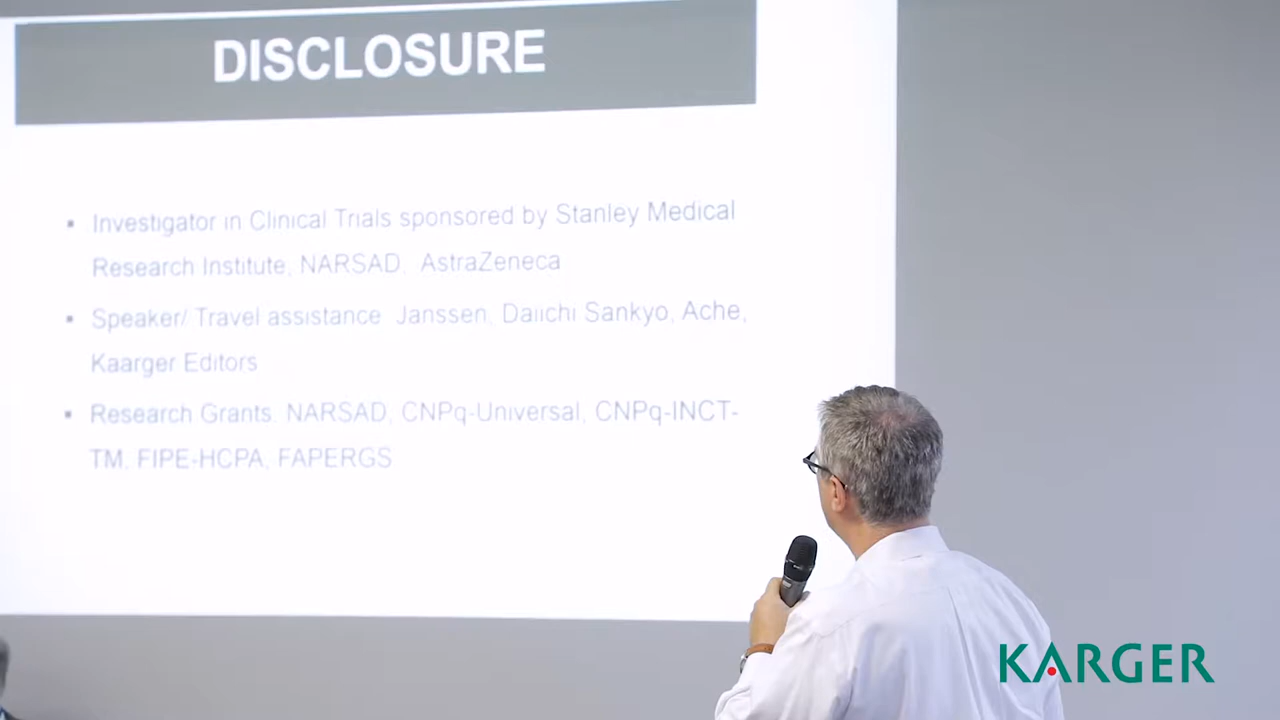 DISCLOSURE
▪ Investigator in Clinical Trials sponsored by Stanley Medical
Research Institute, NARSAD, AstraZeneca
▪ Speaker/ Travel assistance: Janssen, Daiichi Sankyo, Ache,
Kaarger Editors
▪ Research Grants: NARSAD, CNPq-Universal, CNPq-INCT-
TM, FIPE-HCPA, FAPERGS
KARGER